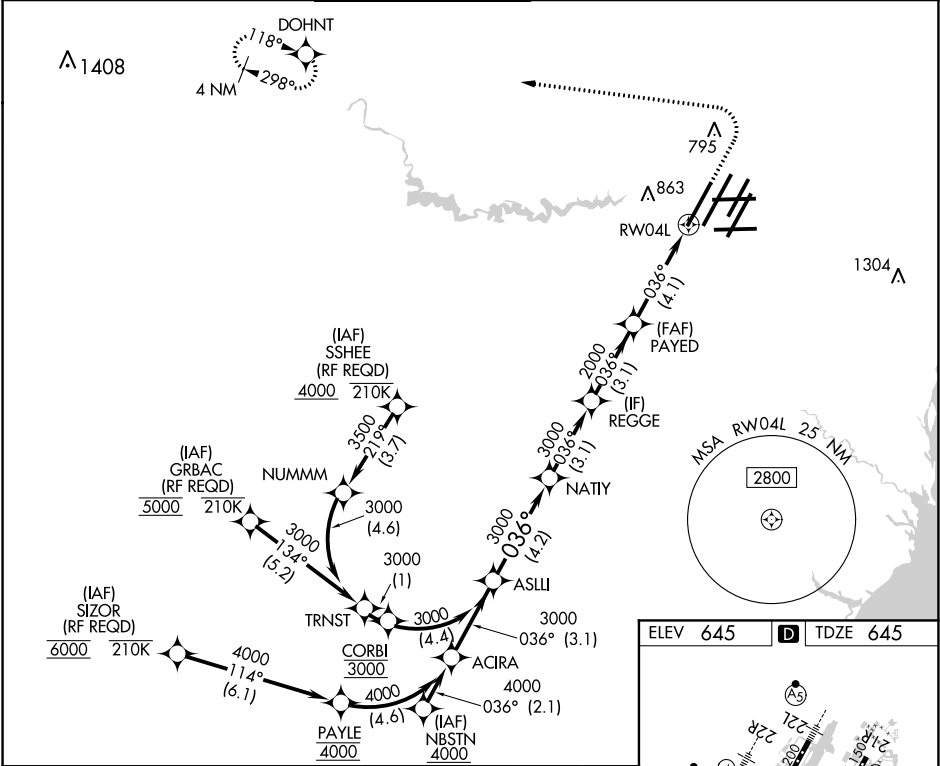 DOHNT
118°
298°
4 NM
1408
795
863
RW04L
1304
036°
(4.1)
(FAF)
PAYED
2000
036°
(3.1)
(IF)
REGGE
3000
036°
(3.1)
NATIY
3000
036°
(4.2)
ASLLI
(IAF)
SSHEE
(RF REQD)
4000 210K
3500
219°
(3.7)
NUMMM
3000
(4.6)
(IAF)
GRBAC
(RF REQD)
5000 210K
3000
134°
(5.2)
3000
(1)
TRNST
CORBI
3000
3000
(4.4)
3000
036° (3.1)
ACIRA
(IAF)
SIZOR
(RF REQD)
6000 210K
4000
114°
(6.1)
PAYLE
4000
4000
(4.6)
4000
036° (2.1)
(IAF)
NBSTN
4000
MSA RW04L 25 NM
2800
ELEV 645 D TDZE 645
A5
22R
22L
200
150
21R